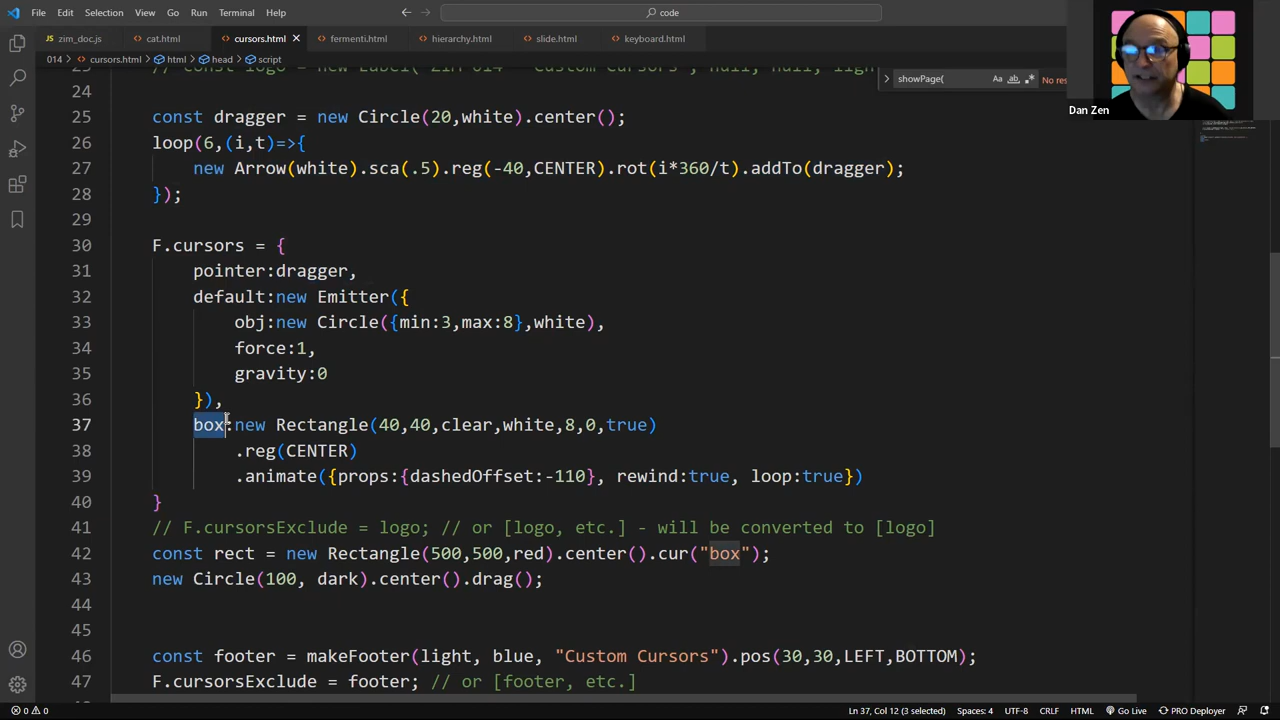 File Edit Selection View Go Run Terminal Help
code
zim_doc.js cat.html cursors.html fermenti.html hierarchy.html slide.html keyboard.html
014 > cursors.html > html > head > script
showPage( Aa ab No res
Dan Zen
24
25 const dragger = new Circle(20,white).center();
26 loop(6,(i,t)=>{
27 new Arrow(white).sca(.5).reg(-40,CENTER).rot(i*360/t).addTo(dragger);
28 });
29
30 F.cursors = {
31 pointer:dragger,
32 default:new Emitter({
33 obj:new Circle({min:3,max:8},white),
34 force:1,
35 gravity:0
36 }),
37 box:new Rectangle(40,40,clear,white,8,0,true)
38 .reg(CENTER)
39 .animate({props:{dashedOffset:-110}, rewind:true, loop:true})
40 }
41 // F.cursorsExclude = logo; // or [logo, etc.] - will be converted to [logo]
42 const rect = new Rectangle(500,500,red).center().cur("box");
43 new Circle(100, dark).center().drag();
44
45
46 const footer = makeFooter(light, blue, "Custom Cursors").pos(30,30,LEFT,BOTTOM);
47 F.cursorsExclude = footer; // or [footer, etc.]
0 0 Ln 37, Col 12 (3 selected) Spaces: 4 UTF-8 CRLF HTML Go Live PRO Deployer